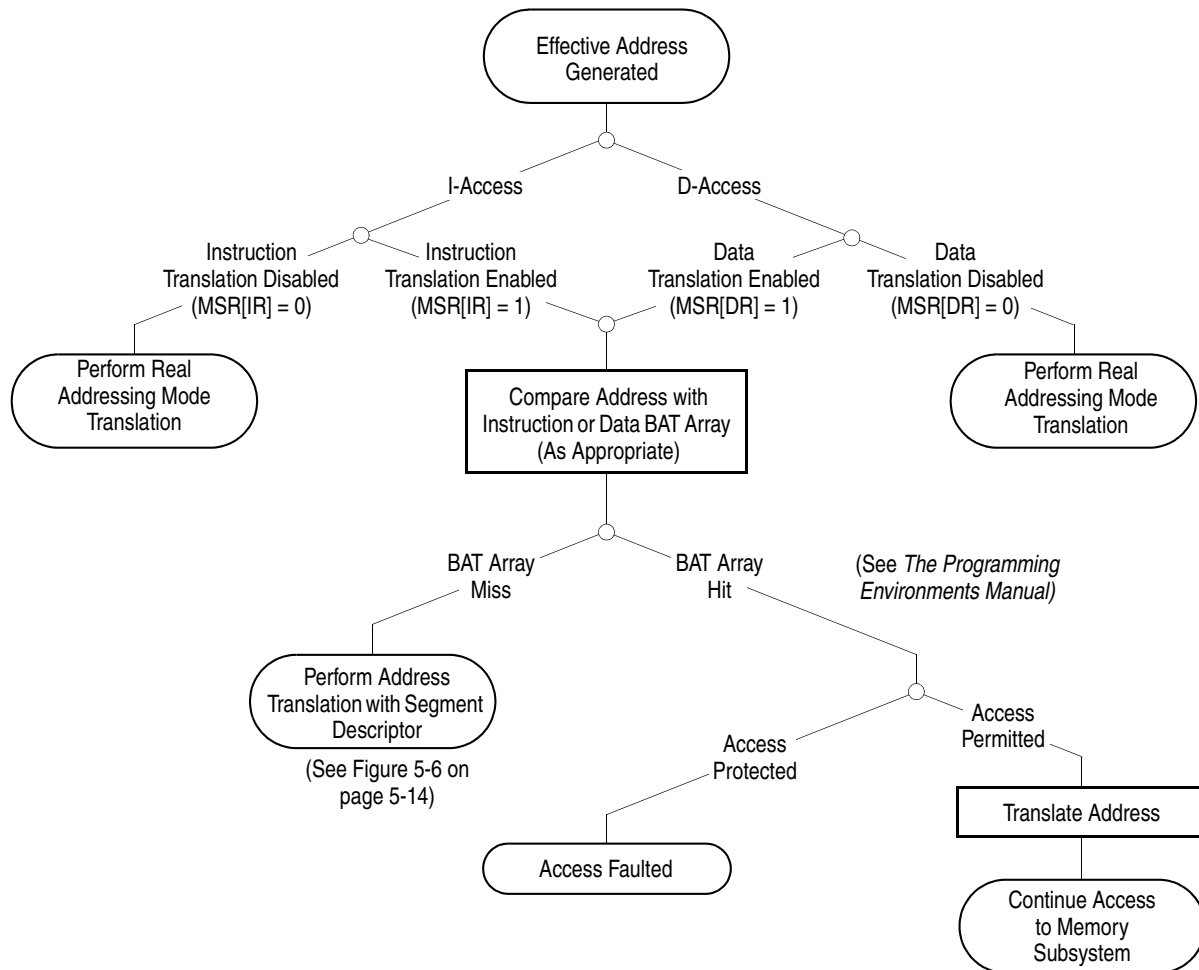 Effective Address
Generated
I-Access
D-Access
Instruction
Translation Disabled
(MSR[IR] = 0)
Instruction
Translation Enabled
(MSR[IR] = 1)
Data
Translation Enabled
(MSR[DR] = 1)
Data
Translation Disabled
(MSR[DR] = 0)
Perform Real
Addressing Mode
Translation
Compare Address with
Instruction or Data BAT Array
(As Appropriate)
Perform Real
Addressing Mode
Translation
BAT Array
Miss
BAT Array
Hit
(See The Programming
Environments Manual)
Perform Address
Translation with Segment
Descriptor
(See Figure 5-6 on
page 5-14)
Access
Protected
Access
Permitted
Access Faulted
Translate Address
Continue Access
to Memory
Subsystem